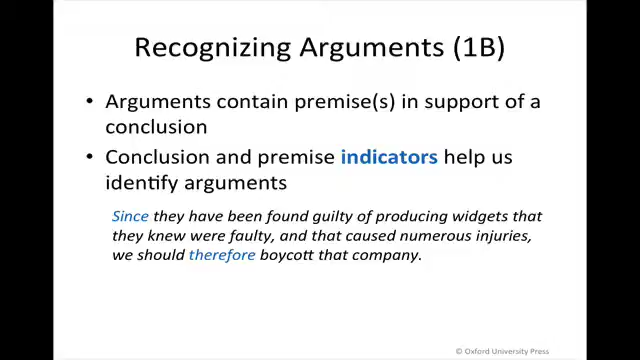 Recognizing Arguments (1B)
• Arguments contain premise(s) in support of a
conclusion
• Conclusion and premise indicators help us
identify arguments
Since they have been found guilty of producing widgets that
they knew were faulty, and that caused numerous injuries,
we should therefore boycott that company.
© Oxford University Press